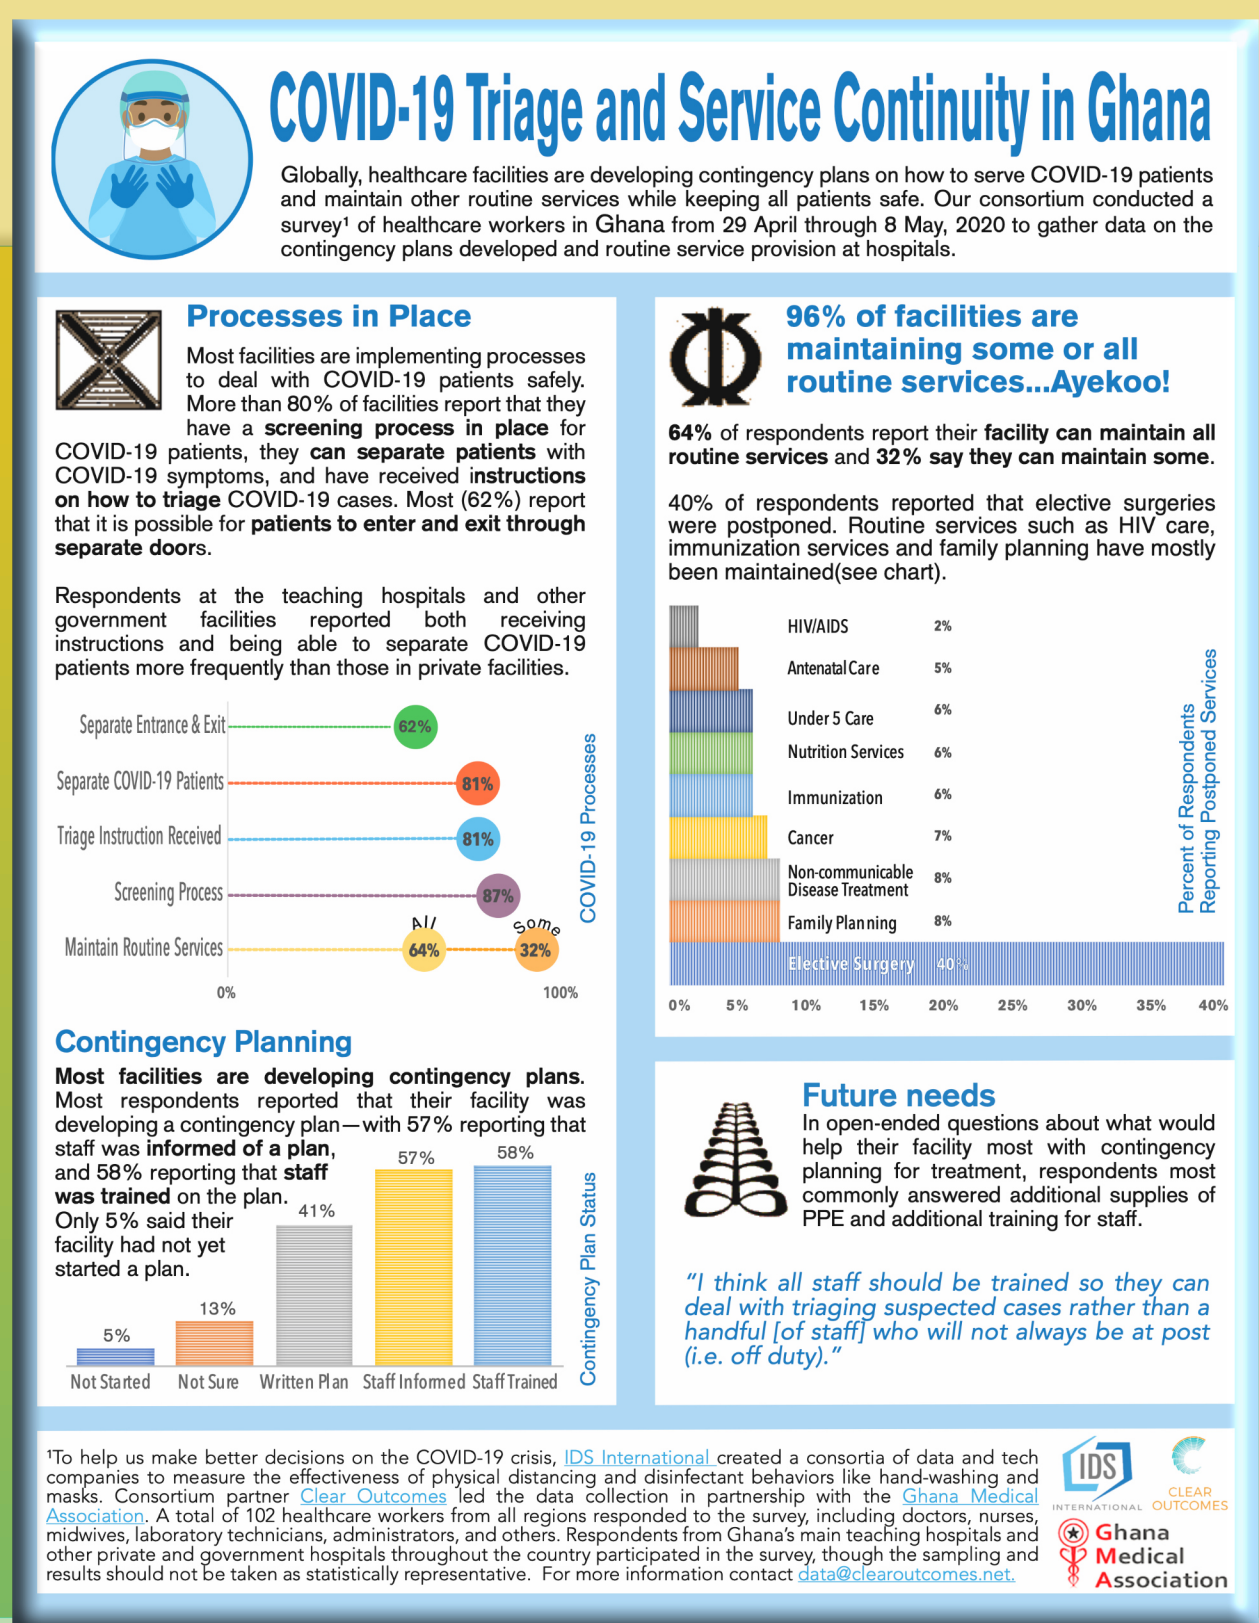 COVID-19 Triage and Service Continuity in Ghana
Globally, healthcare facilities are developing contingency plans on how to serve COVID-19 patients
and maintain other routine services while keeping all patients safe. Our consortium conducted a
survey¹ of healthcare workers in Ghana from 29 April through 8 May, 2020 to gather data on the
contingency plans developed and routine service provision at hospitals.
Processes in Place
Most facilities are implementing processes
to deal with COVID-19 patients safely.
More than 80% of facilities report that they
have a screening process in place for
COVID-19 patients, they can separate patients with
COVID-19 symptoms, and have received instructions
on how to triage COVID-19 cases. Most (62%) report
that it is possible for patients to enter and exit through
separate doors.
Respondents at the teaching hospitals and other
government facilities reported both receiving
instructions and being able to separate COVID-19
patients more frequently than those in private facilities.
Separate Entrance & Exit 62%
Separate COVID-19 Patients 81%
Triage Instruction Received 81%
Screening Process 87%
All Some
Maintain Routine Services 64% 32%
0% 100%
COVID-19 Processes
Contingency Planning
Most facilities are developing contingency plans.
Most respondents reported that their facility was
developing a contingency plan—with 57% reporting that
staff was informed of a plan,
and 58% reporting that staff
was trained on the plan.
Only 5% said their
facility had not yet
started a plan.
5% 13% 41% 57% 58%
Not Started Not Sure Written Plan Staff Informed Staff Trained
Contingency Plan Status
96% of facilities are
maintaining some or all
routine services...Ayekoo!
64% of respondents report their facility can maintain all
routine services and 32% say they can maintain some.
40% of respondents reported that elective surgeries
were postponed. Routine services such as HIV care,
immunization services and family planning have mostly
been maintained(see chart).
HIV/AIDS 2%
Antenatal Care 5%
Under 5 Care 6%
Nutrition Services 6%
Immunization 6%
Cancer 7%
Non-communicable
Disease Treatment 8%
Family Planning 8%
Elective Surgery 40%
0% 5% 10% 15% 20% 25% 30% 35% 40%
Percent of Respondents
Reporting Postponed Services
Future needs
In open-ended questions about what would
help their facility most with contingency
planning for treatment, respondents most
commonly answered additional supplies of
PPE and additional training for staff.
“I think all staff should be trained so they can
deal with triaging suspected cases rather than a
handful [of staff] who will not always be at post
(i.e. off duty).”
¹To help us make better decisions on the COVID-19 crisis, IDS International created a consortia of data and tech
companies to measure the effectiveness of physical distancing and disinfectant behaviors like hand-washing and
masks. Consortium partner Clear Outcomes led the data collection in partnership with the Ghana Medical
Association. A total of 102 healthcare workers from all regions responded to the survey, including doctors, nurses,
midwives, laboratory technicians, administrators, and others. Respondents from Ghana’s main teaching hospitals and
other private and government hospitals throughout the country participated in the survey, though the sampling and
results should not be taken as statistically representative. For more information contact data@clearoutcomes.net.
IDS
INTERNATIONAL
CLEAR
OUTCOMES
Ghana
Medical
Association